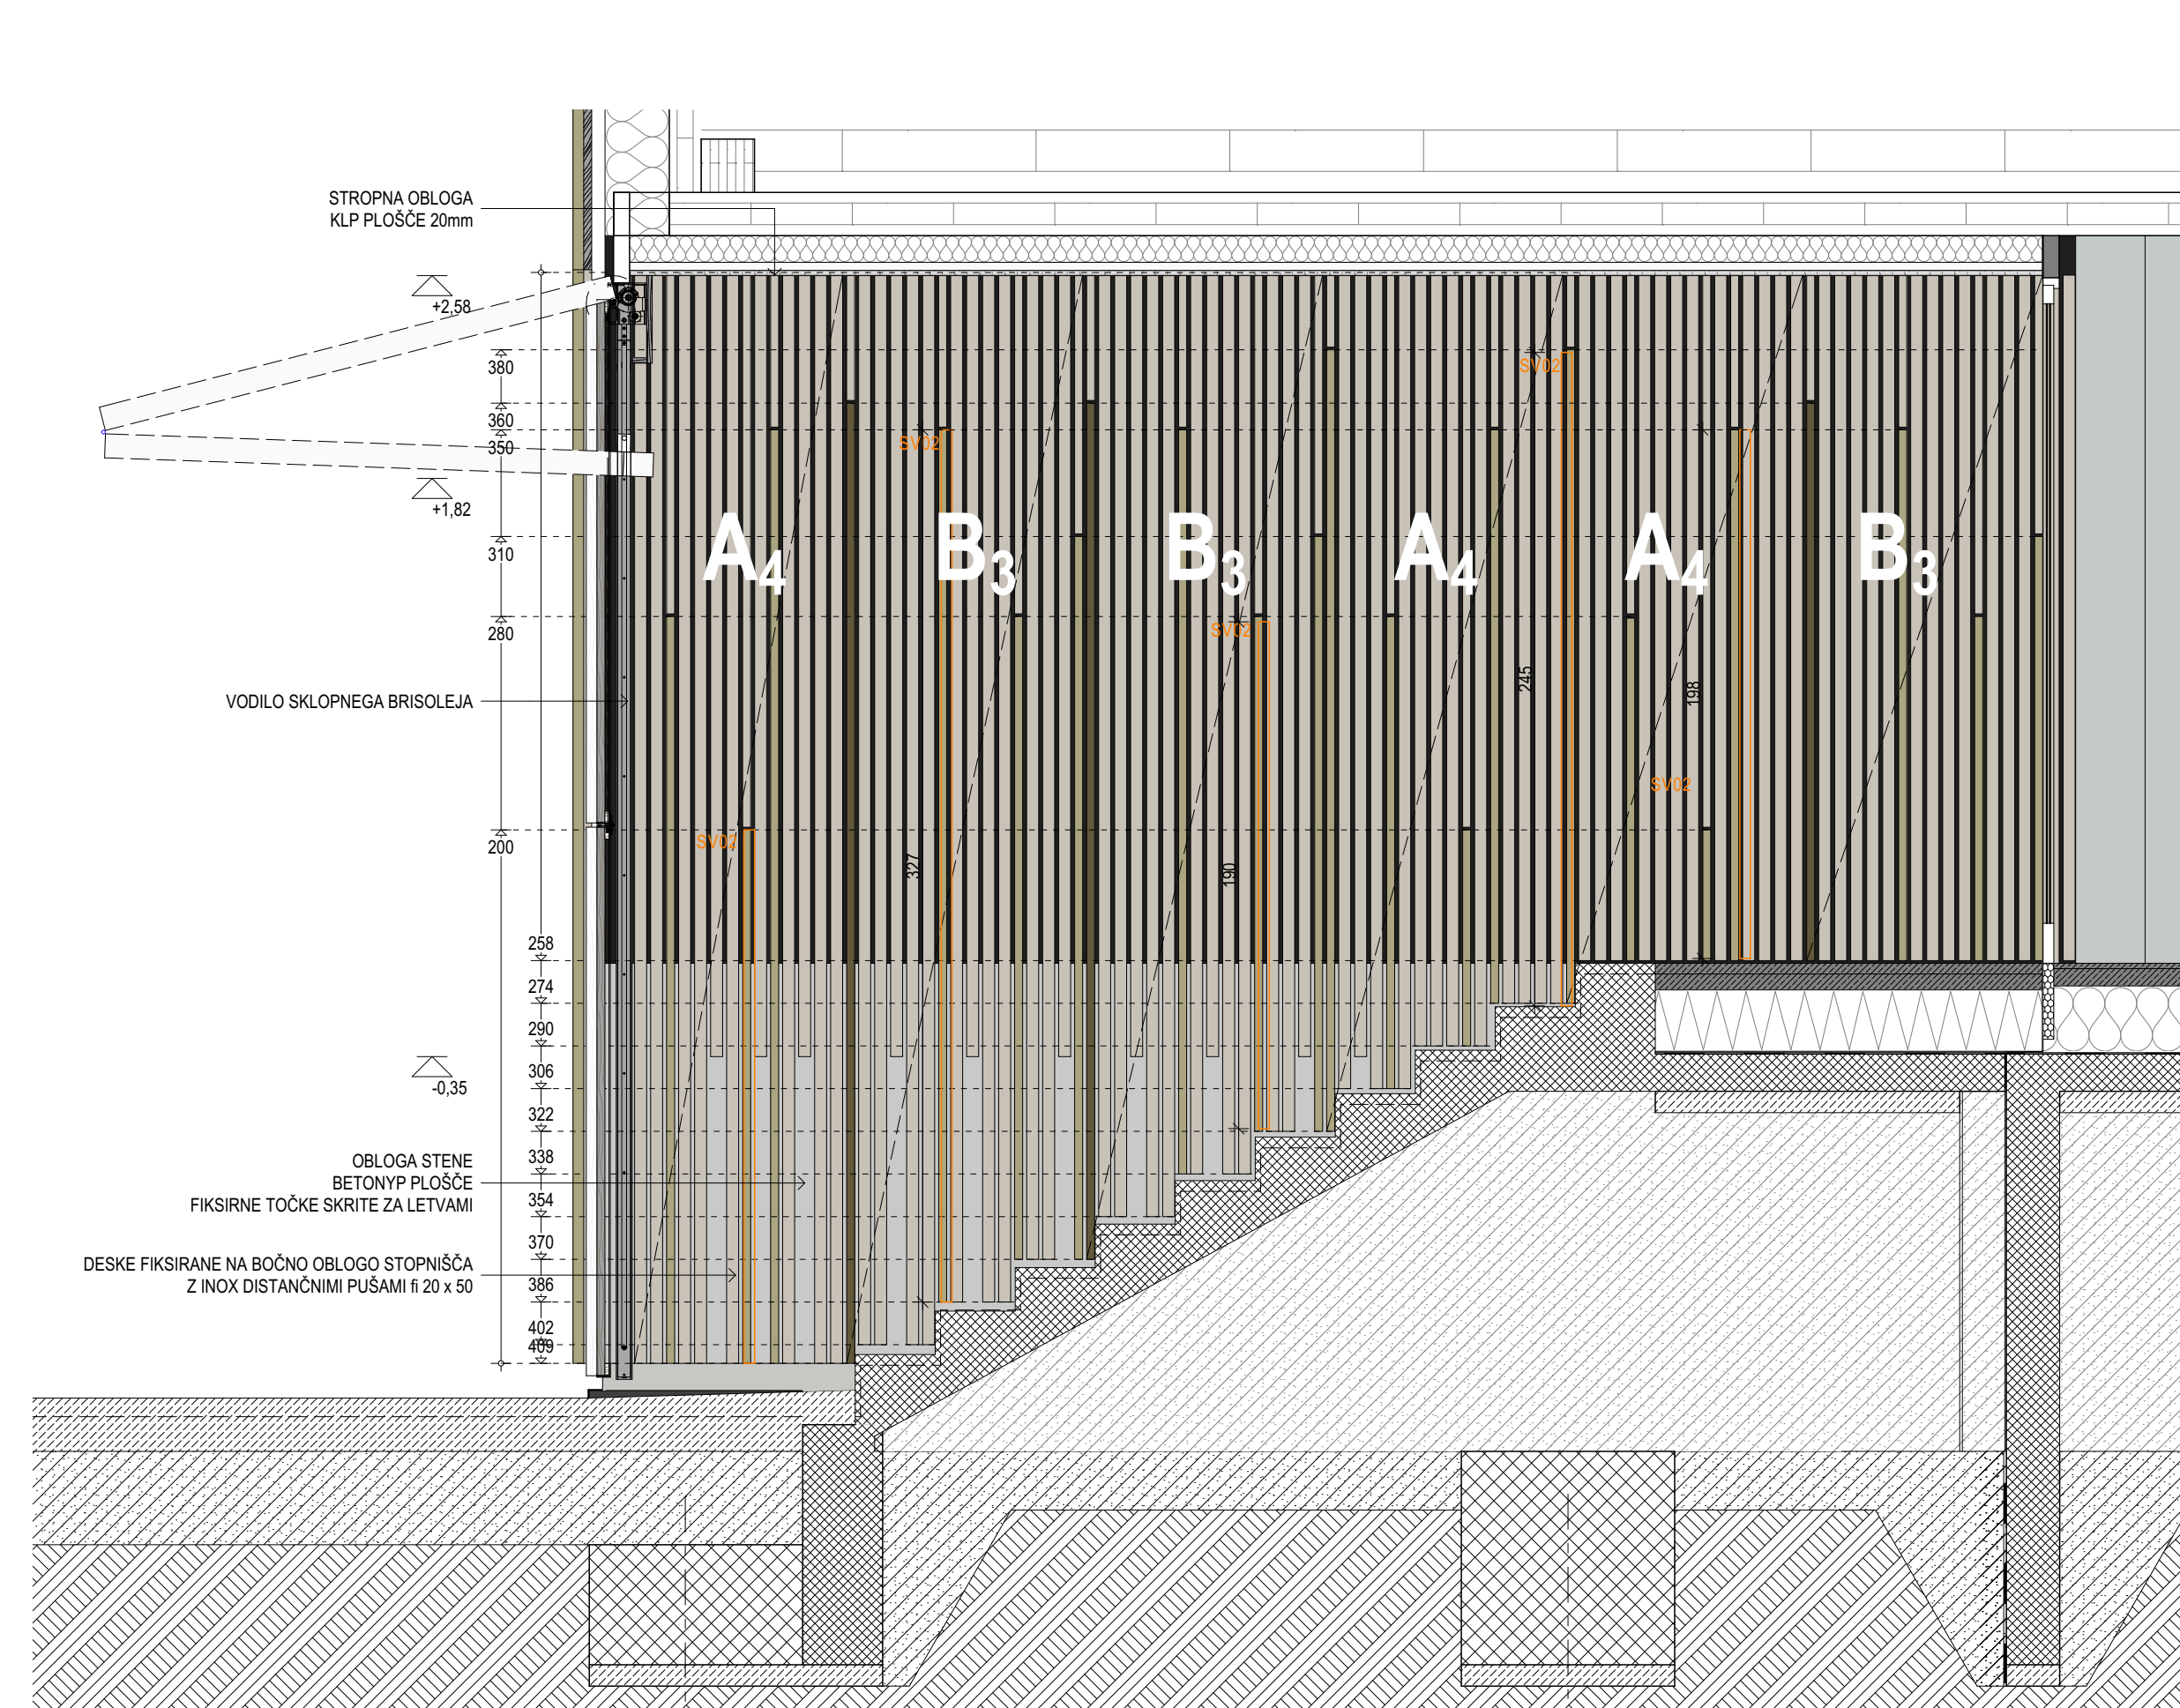 STROPNA OBLOGA
KLP PLOŠČE 20mm
+2,58
380
360
350
+1,82
310
280
200
VODILO SKLOPNEGA BRISOLEJA
A4
B3
B3
A4
A4
B3
SV02
SV02
SV02
SV02
SV02
327
190
245
198
258
274
290
306
322
338
354
370
386
402
409
-0,35
OBLOGA STENE
BETONYP PLOŠČE
FIKSIRNE TOČKE SKRITE ZA LETVAMI
DESKE FIKSIRANE NA BOČNO OBLOGO STOPNIŠČA
Z INOX DISTANČNIMI PUŠAMI fi 20 x 50